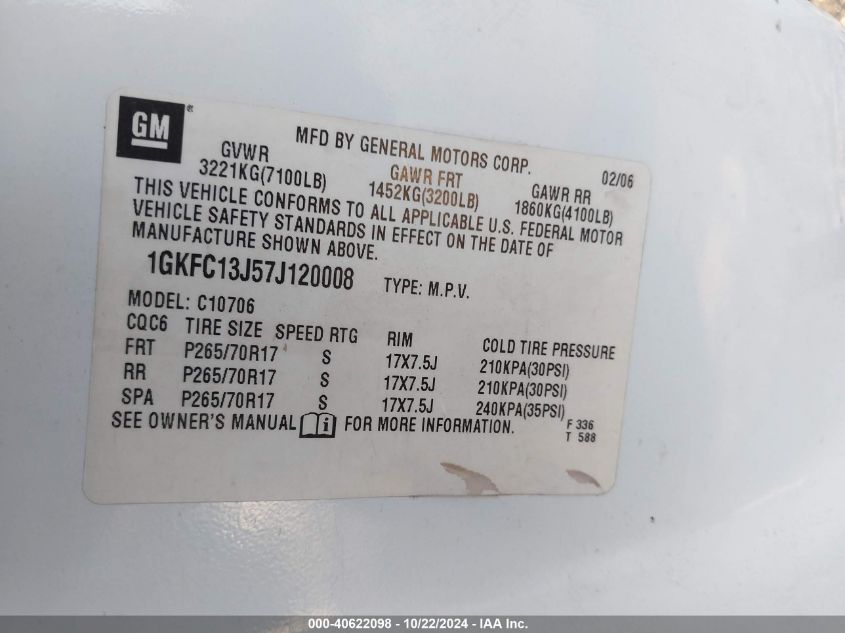 GM ®
MFD BY GENERAL MOTORS CORP. 02/06
GVWR GAWR FRT GAWR RR
3221KG(7100LB) 1452KG(3200LB) 1860KG(4100LB)
THIS VEHICLE CONFORMS TO ALL APPLICABLE U.S. FEDERAL MOTOR
VEHICLE SAFETY STANDARDS IN EFFECT ON THE DATE OF
MANUFACTURE SHOWN ABOVE.
1GKFC13J57J120008 TYPE: M.P.V.
MODEL: C10706
CQC6 TIRE SIZE SPEED RTG RIM COLD TIRE PRESSURE
FRT P265/70R17 S 17X7.5J 210KPA(30PSI)
RR P265/70R17 S 17X7.5J 210KPA(30PSI)
SPA P265/70R17 S 17X7.5J 240KPA(35PSI)
SEE OWNER'S MANUAL i FOR MORE INFORMATION. F 336
T 588
000-40622098 - 10/22/2024 - IAA Inc.